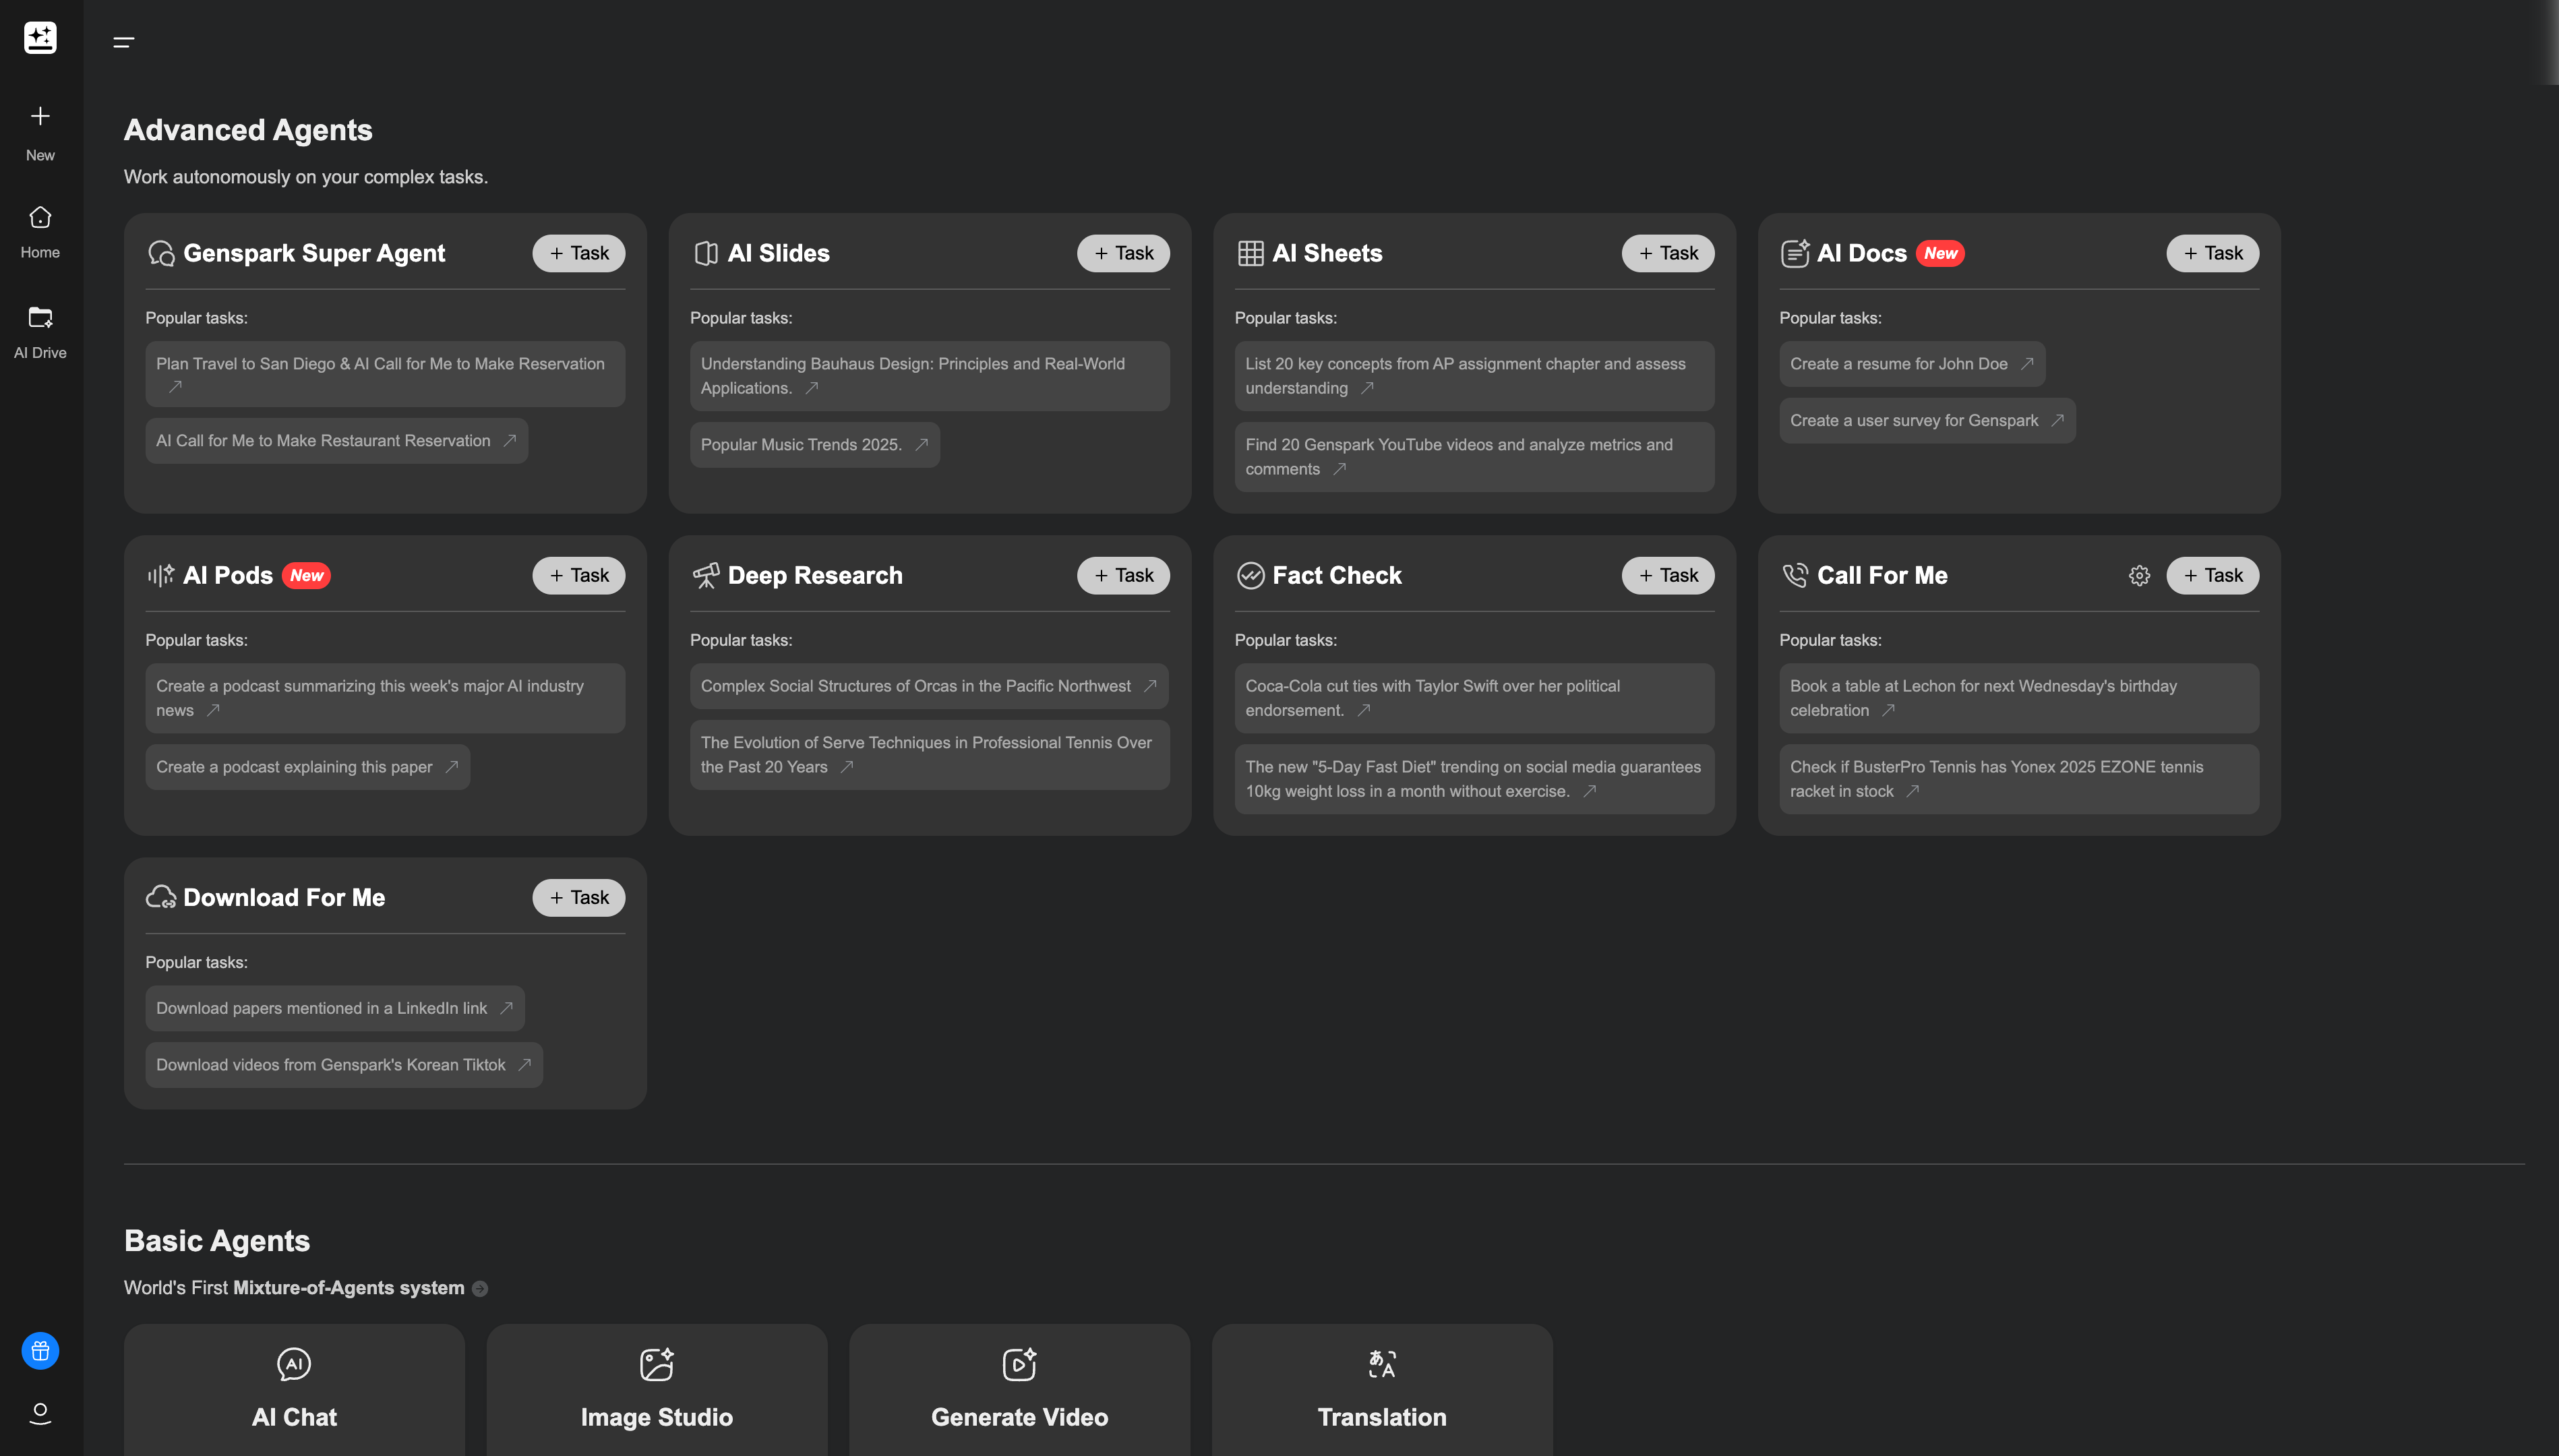 New
Home
AI Drive
Advanced Agents
Work autonomously on your complex tasks.
Genspark Super Agent
+ Task
Popular tasks:
Plan Travel to San Diego & AI Call for Me to Make Reservation
AI Call for Me to Make Restaurant Reservation
AI Slides
+ Task
Popular tasks:
Understanding Bauhaus Design: Principles and Real-World
Applications.
Popular Music Trends 2025.
AI Sheets
+ Task
Popular tasks:
List 20 key concepts from AP assignment chapter and assess
understanding
Find 20 Genspark YouTube videos and analyze metrics and
comments
AI Docs New
+ Task
Popular tasks:
Create a resume for John Doe
Create a user survey for Genspark
AI Pods New
+ Task
Popular tasks:
Create a podcast summarizing this week's major AI industry
news
Create a podcast explaining this paper
Deep Research
+ Task
Popular tasks:
Complex Social Structures of Orcas in the Pacific Northwest
The Evolution of Serve Techniques in Professional Tennis Over
the Past 20 Years
Fact Check
+ Task
Popular tasks:
Coca-Cola cut ties with Taylor Swift over her political
endorsement.
The new "5-Day Fast Diet" trending on social media guarantees
10kg weight loss in a month without exercise.
Call For Me
+ Task
Popular tasks:
Book a table at Lechon for next Wednesday's birthday
celebration
Check if BusterPro Tennis has Yonex 2025 EZONE tennis
racket in stock
Download For Me
+ Task
Popular tasks:
Download papers mentioned in a LinkedIn link
Download videos from Genspark's Korean Tiktok
Basic Agents
World's First Mixture-of-Agents system
AI
AI Chat
Image Studio
Generate Video
あA
Translation